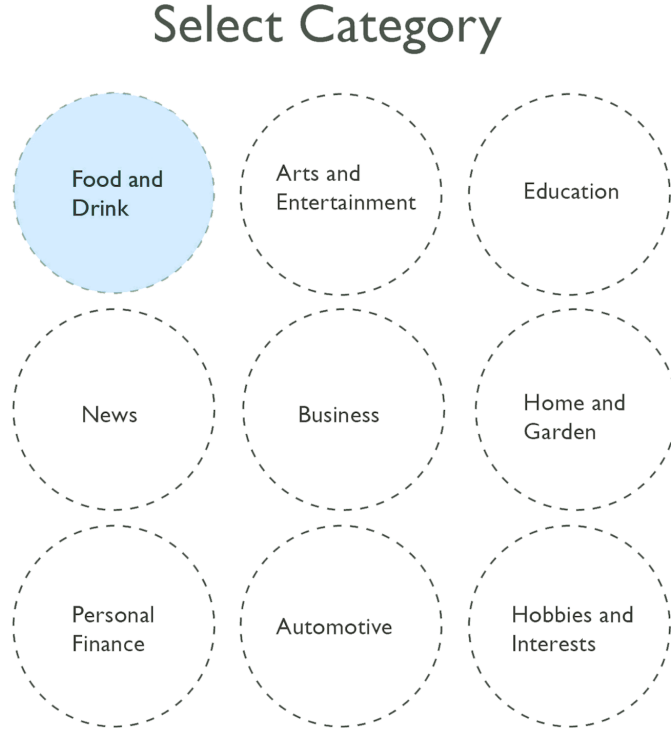 Select Category
Food and
Drink
Arts and
Entertainment
Education
News
Business
Home and
Garden
Personal
Finance
Automotive
Hobbies and
Interests